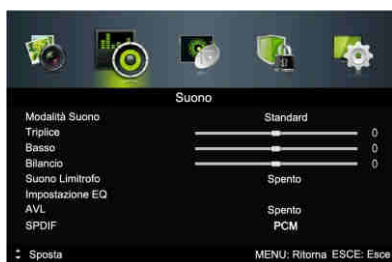 Suono
Modalità Suono Standard
Triplice 0
Basso 0
Bilancio 0
Suono Limitrofo Spento
Impostazione EQ
AVL Spento
SPDIF PCM
Sposta MENU: Ritorna ESCE: Esce